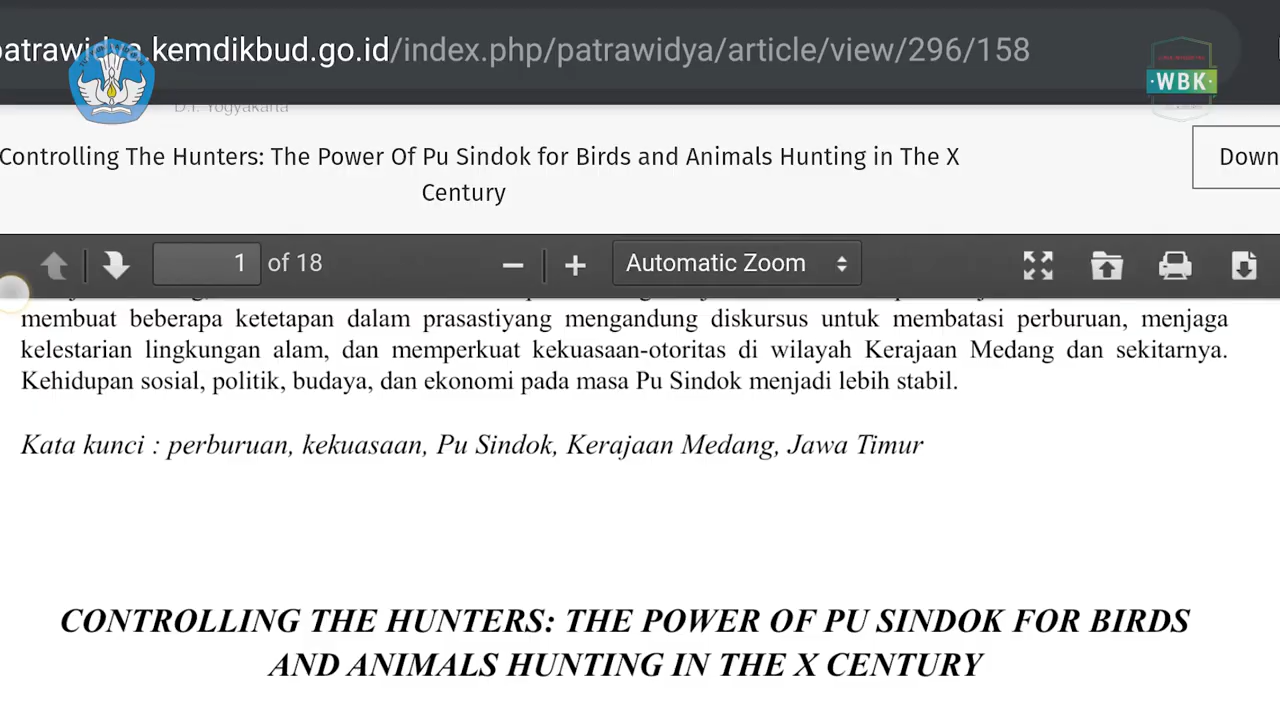 patrawidya.kemdikbud.go.id/index.php/patrawidya/article/view/296/158
WBK
D.I. Yogyakarta
Controlling The Hunters: The Power Of Pu Sindok for Birds and Animals Hunting in The X
Century
Down
1 of 18
Automatic Zoom
membuat beberapa ketetapan dalam prasastiyang mengandung diskursus untuk membatasi perburuan, menjaga
kelestarian lingkungan alam, dan memperkuat kekuasaan-otoritas di wilayah Kerajaan Medang dan sekitarnya.
Kehidupan sosial, politik, budaya, dan ekonomi pada masa Pu Sindok menjadi lebih stabil.
Kata kunci : perburuan, kekuasaan, Pu Sindok, Kerajaan Medang, Jawa Timur
CONTROLLING THE HUNTERS: THE POWER OF PU SINDOK FOR BIRDS
AND ANIMALS HUNTING IN THE X CENTURY